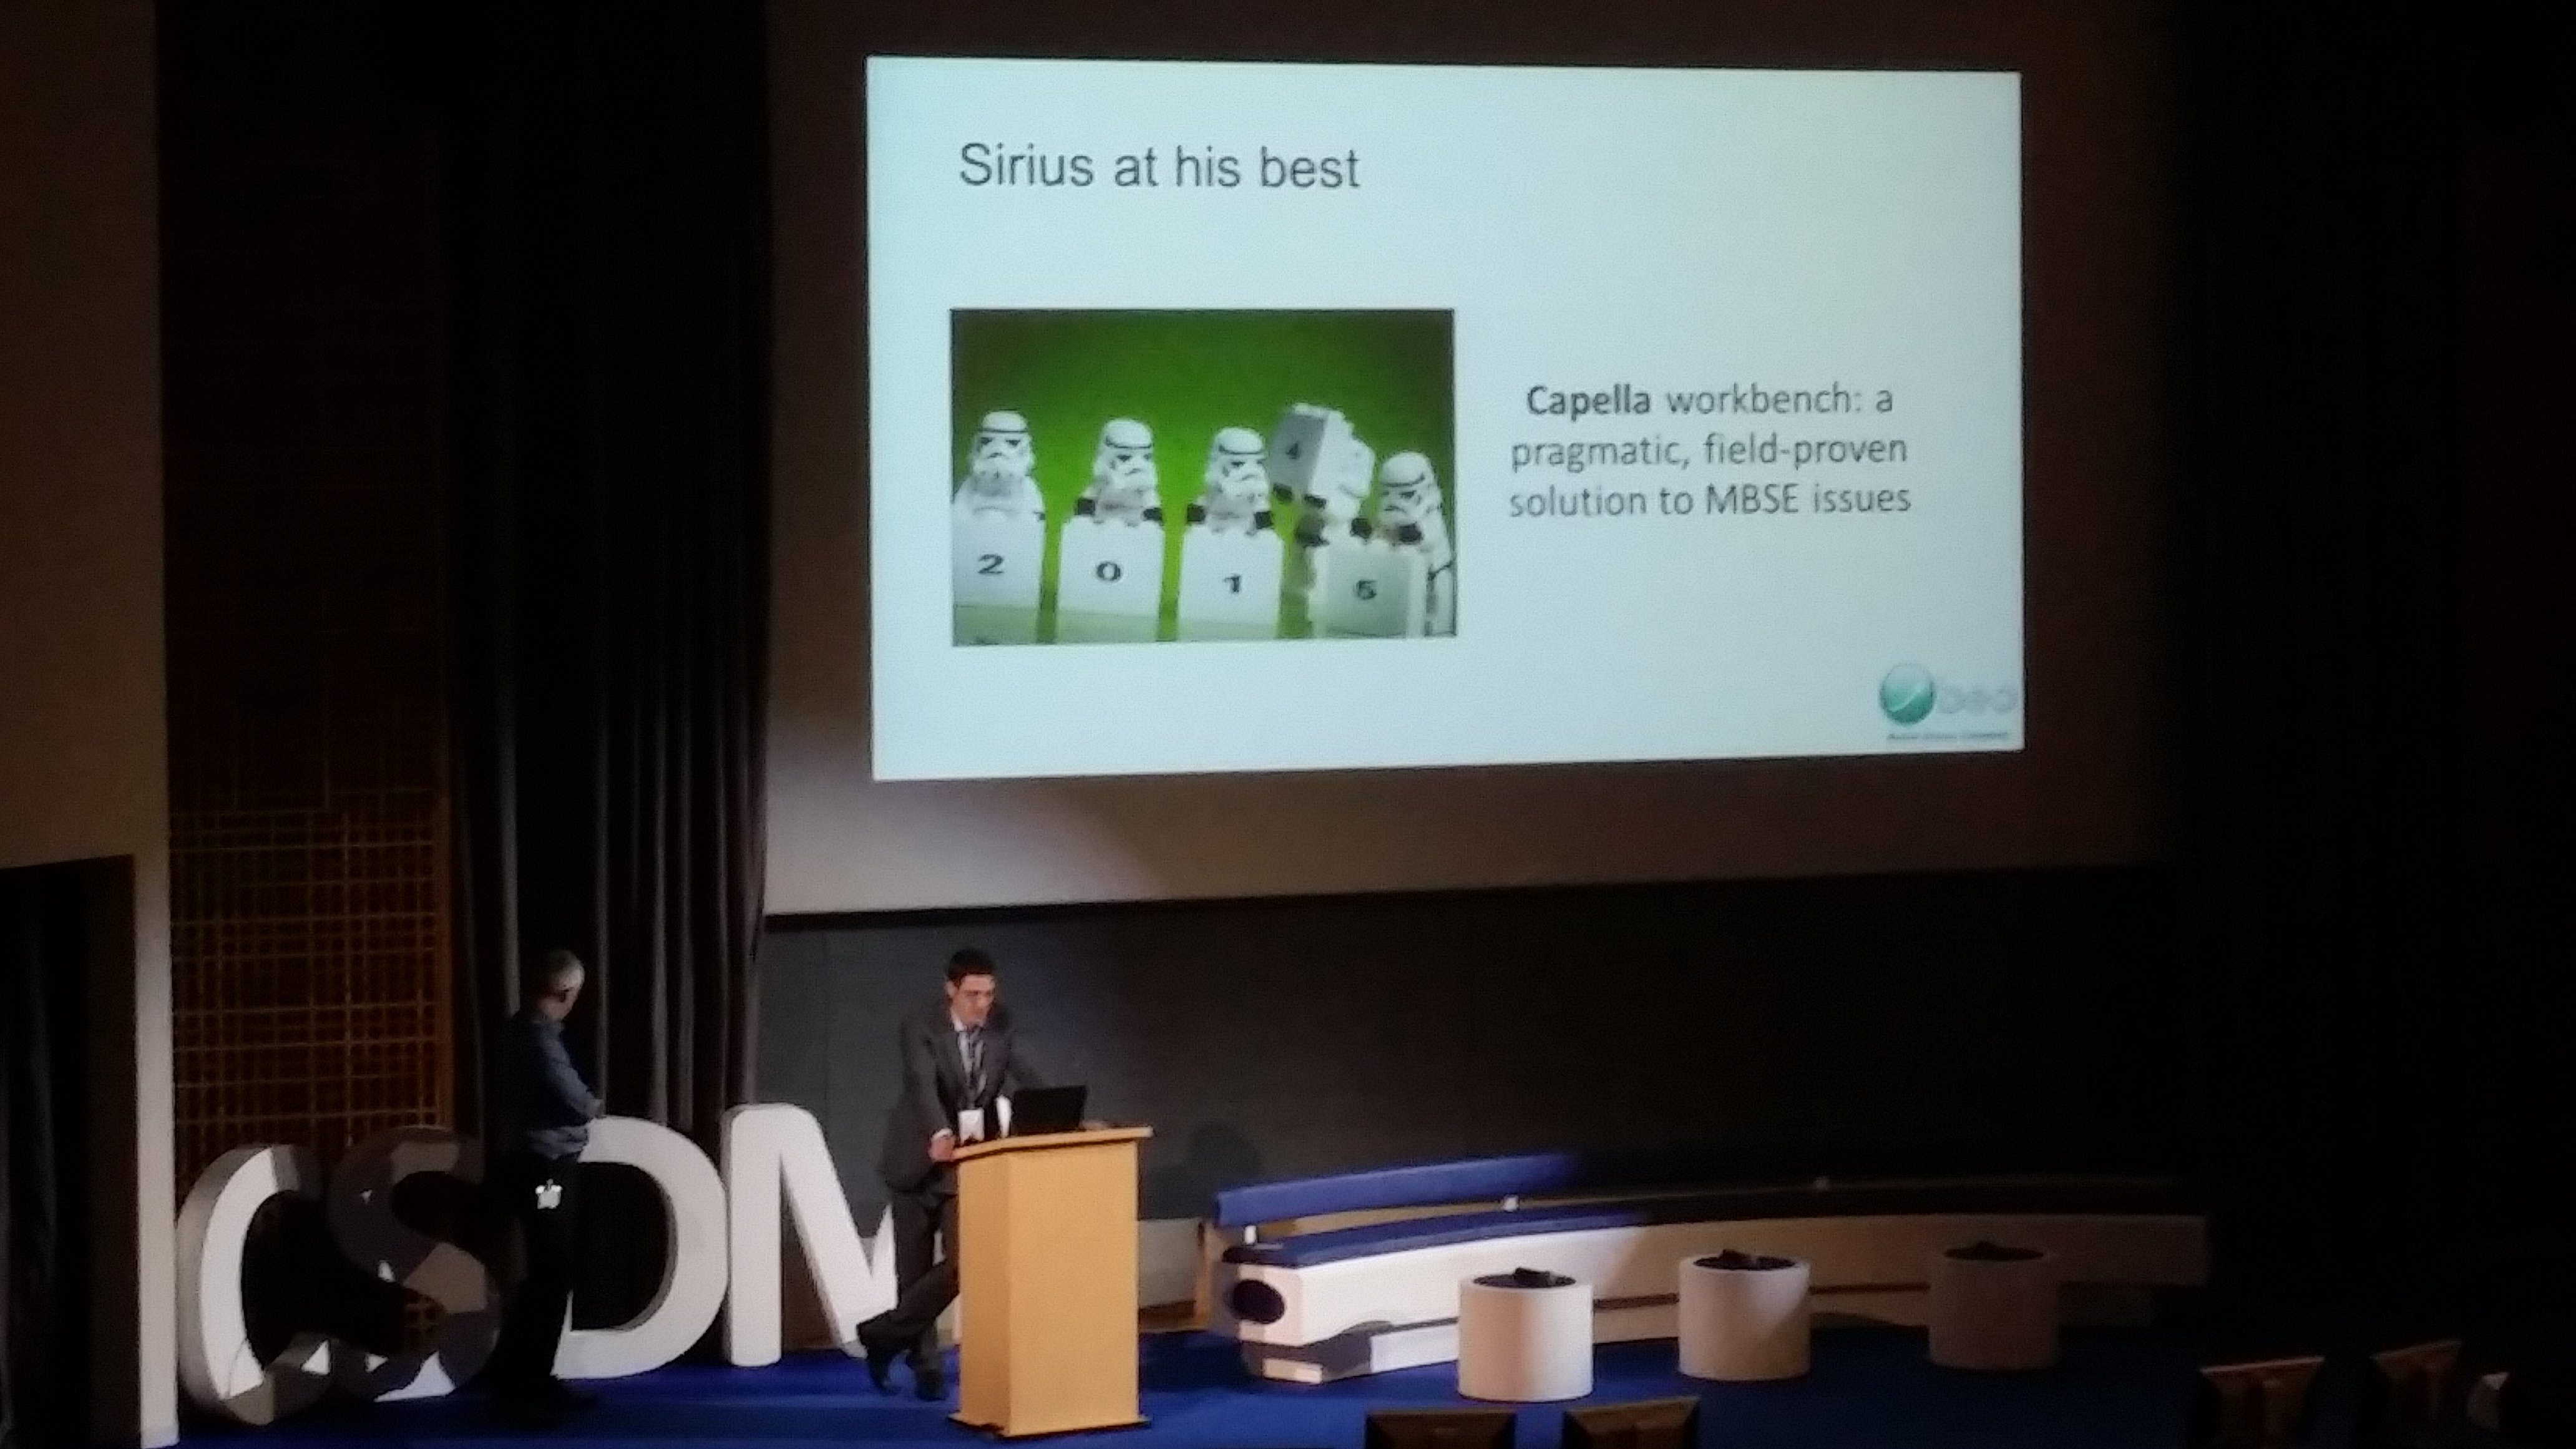 Sirius at his best
4
2 0 1 5
Capella workbench: a
pragmatic, field-proven
solution to MBSE issues
Obeo
CSDM